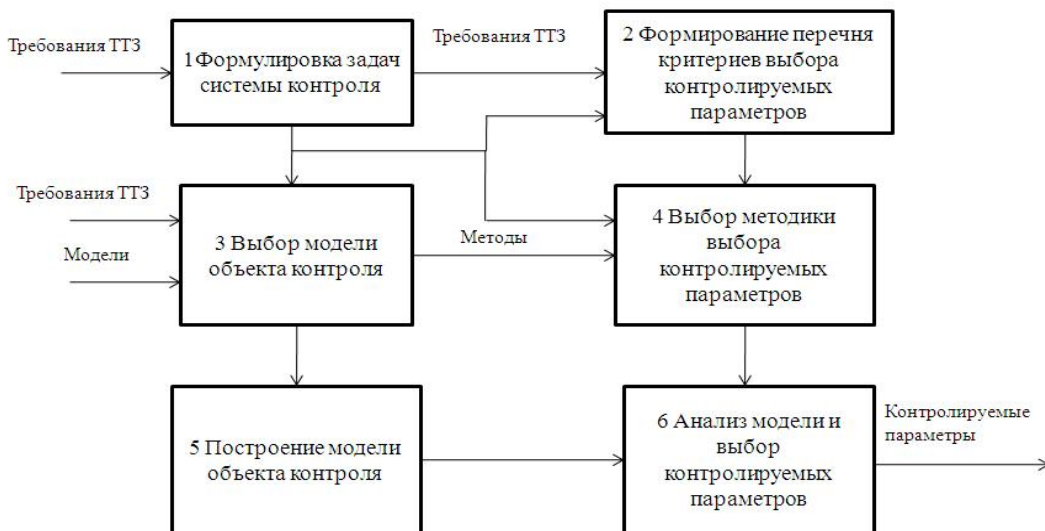 Требования ТТЗ
1Формулировка задач
системы контроля
Требования ТТЗ
2 Формирование перечня
критериев выбора
контролируемых
параметров
Требования ТТЗ
Модели
3 Выбор модели
объекта контроля
Методы
4 Выбор методики
выбора
контролируемых
параметров
5 Построение модели
объекта контроля
6 Анализ модели и
выбор
контролируемых
параметров
Контролируемые
параметры